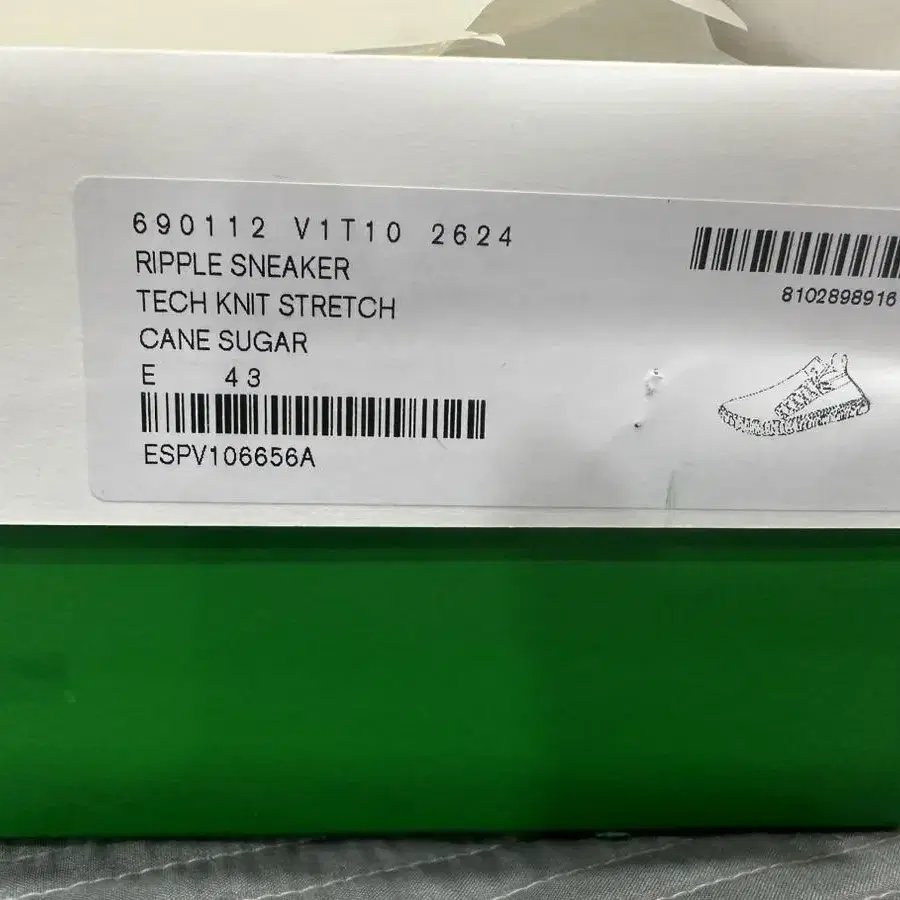 690112 V1T10 2624
RIPPLE SNEAKER
TECH KNIT STRETCH
CANE SUGAR
E 43
ESPV106656A
8102898916